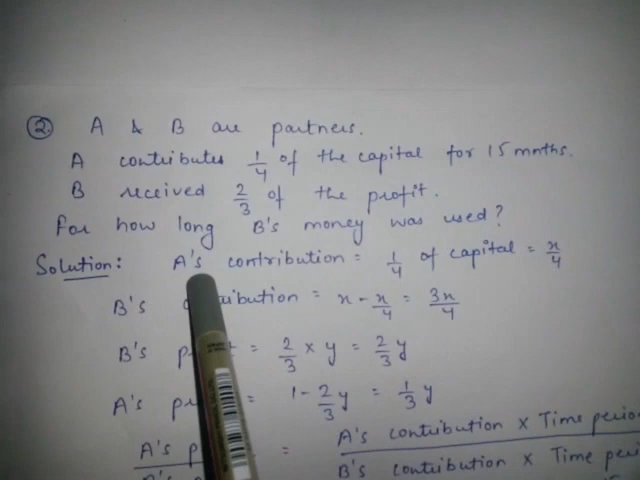 2. A & B are partners.
A contributes 1/4 of the capital for 15 mnths.
B received 2/3 of the profit.
For how long B's money was used?
Solution: A's contribution = 1/4 of capital = x/4
B's ibution = x - x/4 = 3x/4
B's = 2/3 x y = 2/3 y
A's = 1 - 2/3 y = 1/3 y
A's = A's contribution x Time
B's contribution x Time